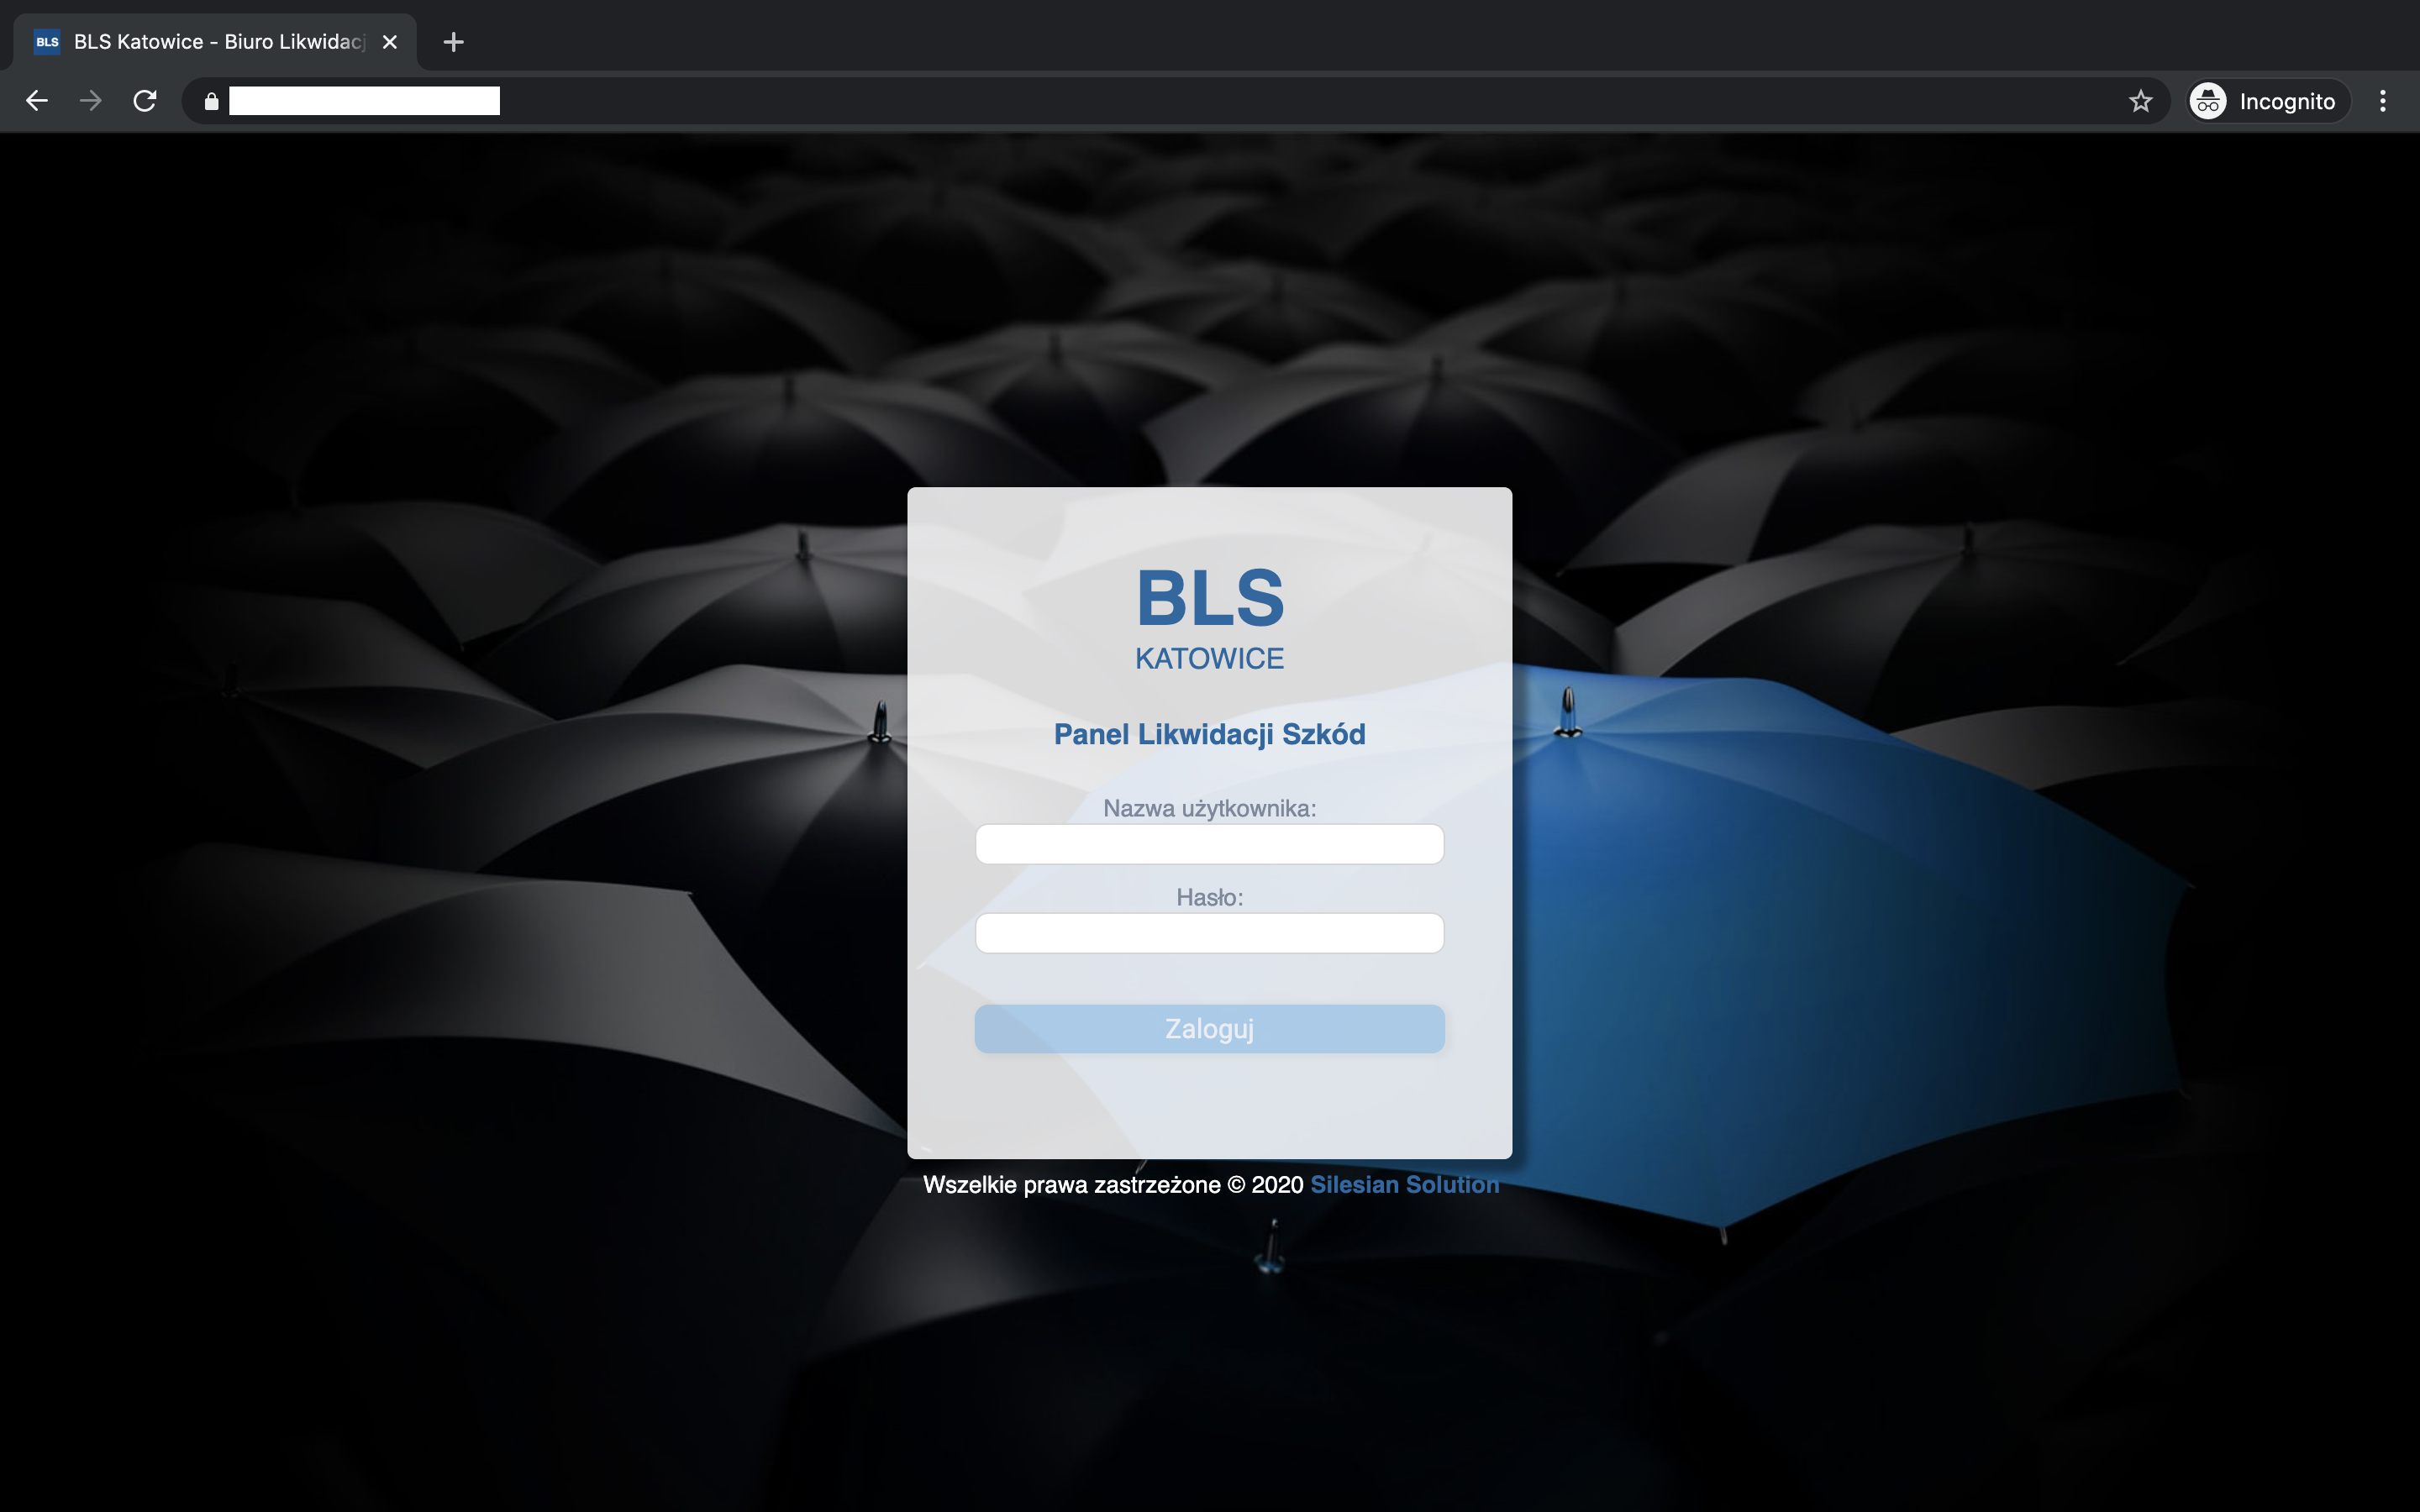 BLS BLS Katowice - Biuro Likwidacj
Incognito
BLS
KATOWICE
Panel Likwidacji Szkód
Nazwa użytkownika:
Hasło:
Zaloguj
Wszelkie prawa zastrzeżone © 2020 Silesian Solution